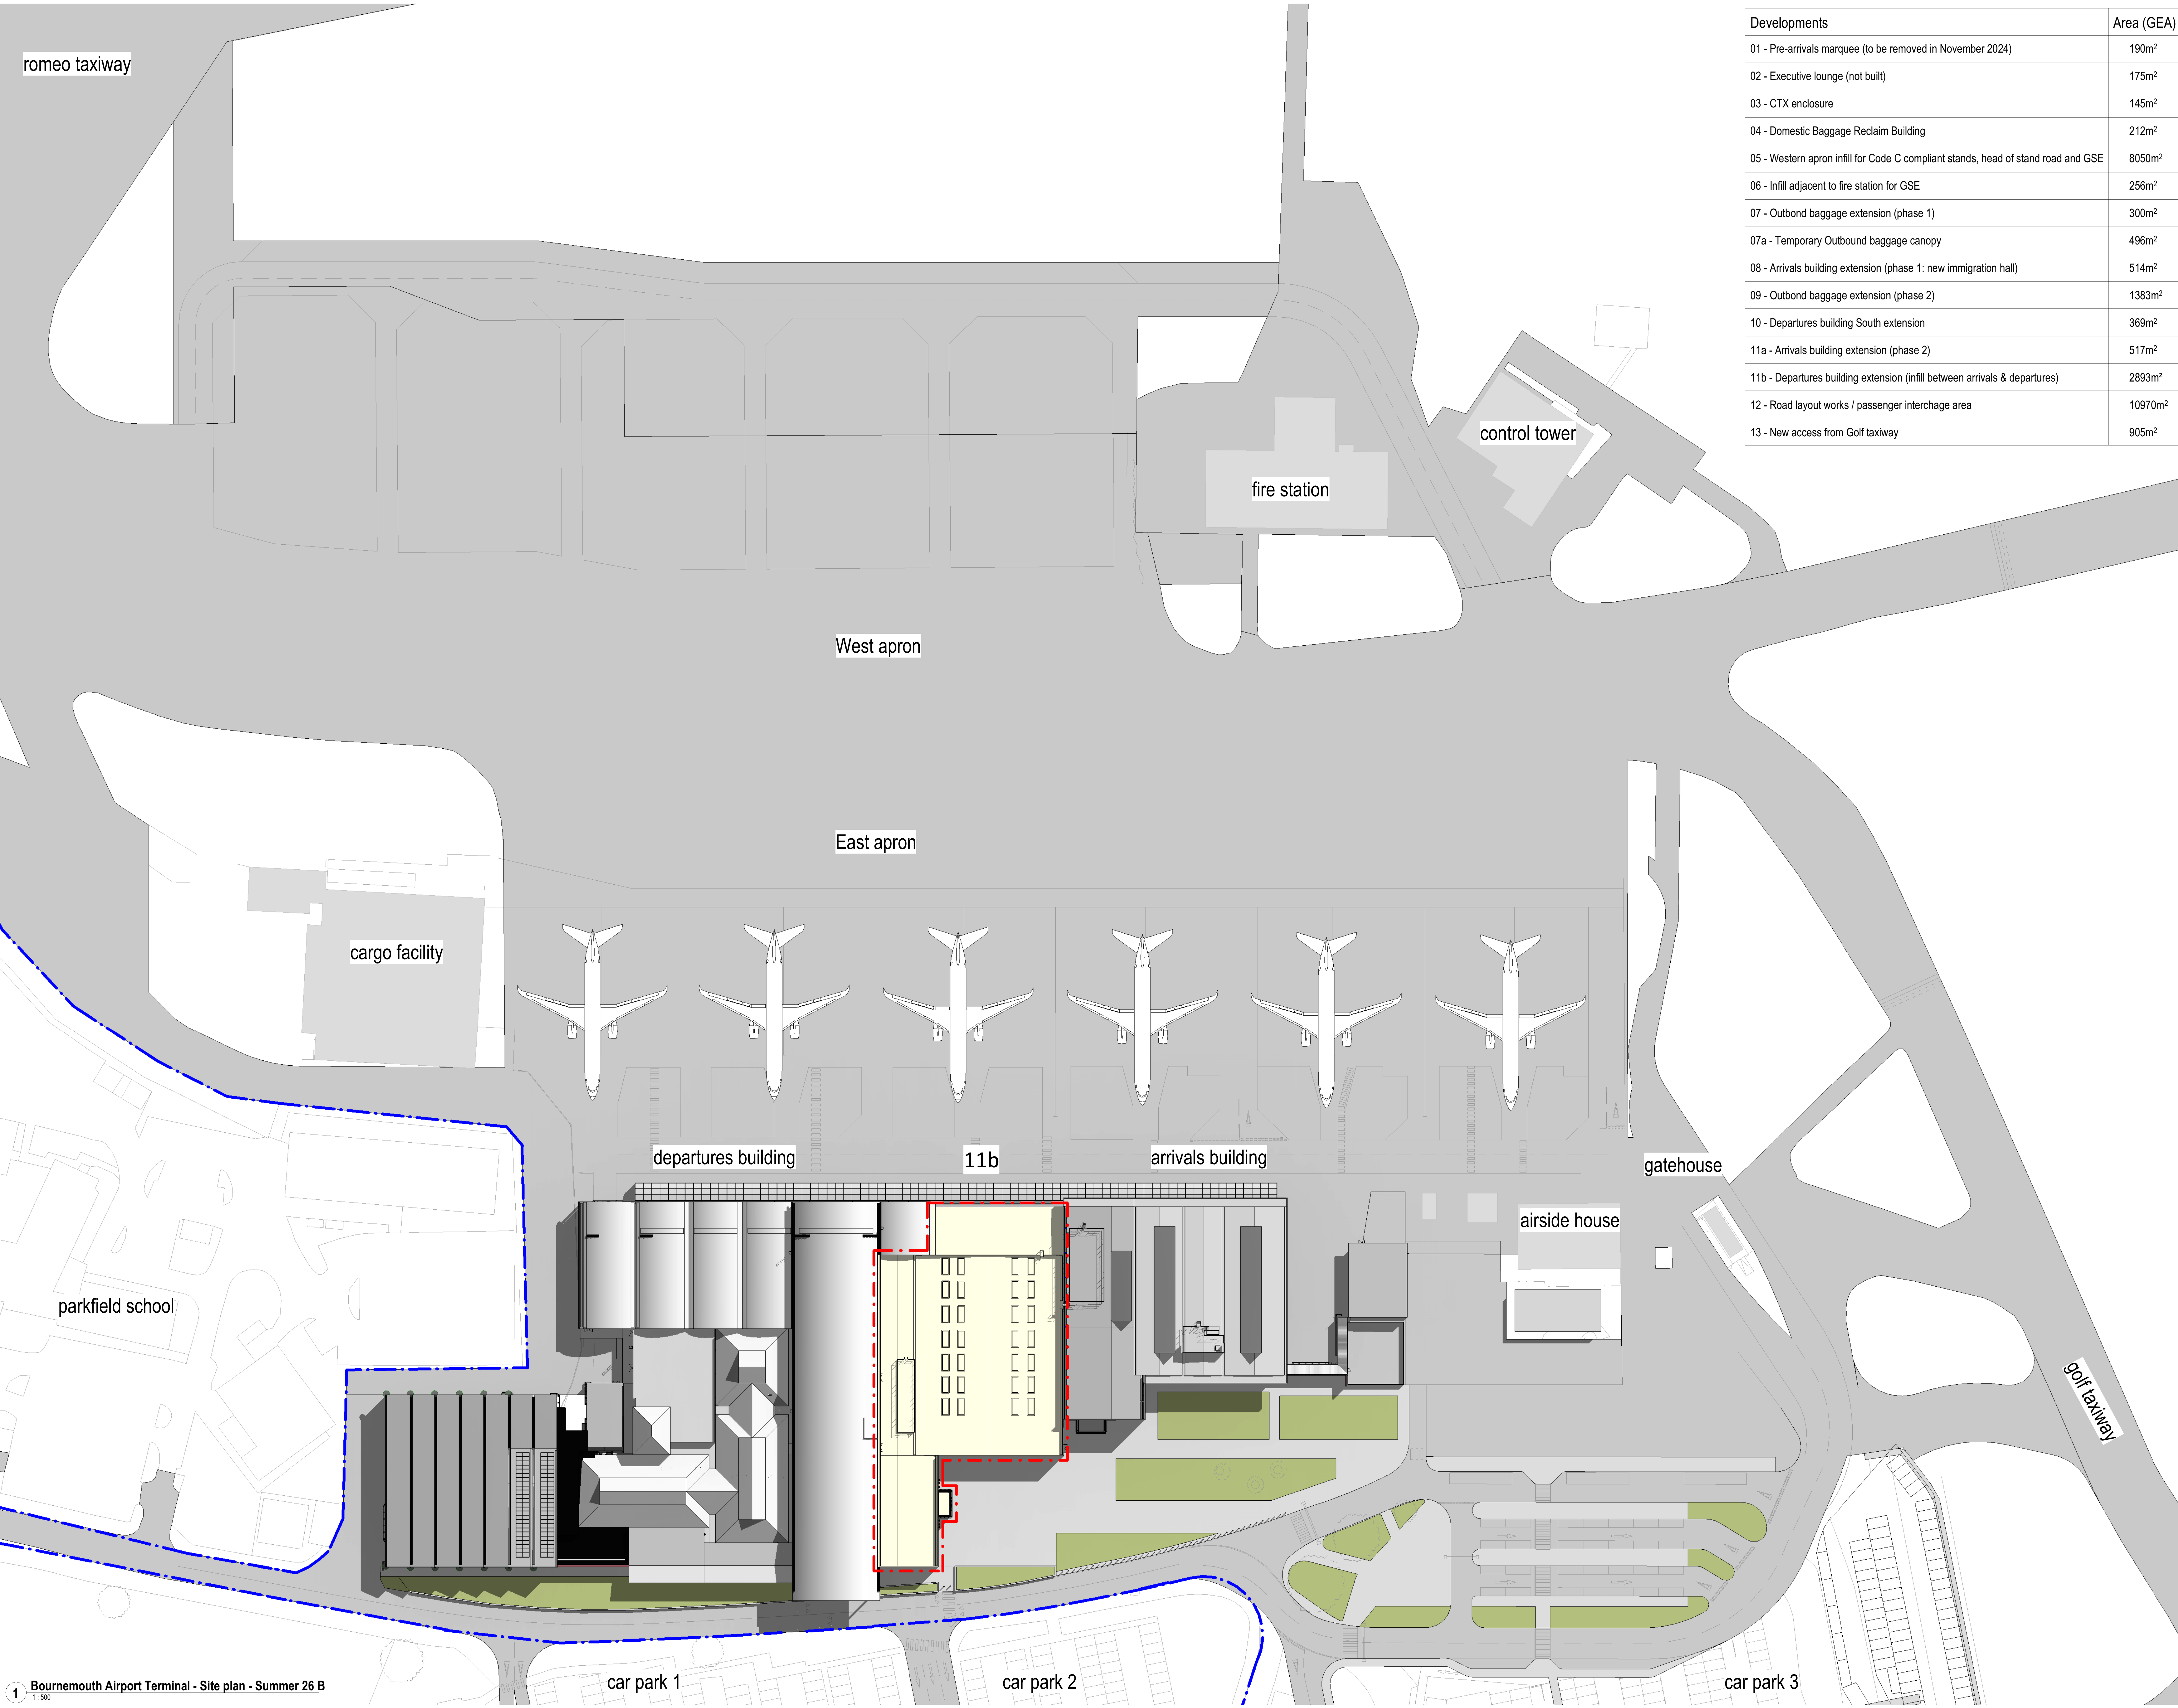 Developments Area (GEA)
01 - Pre-arrivals marquee (to be removed in November 2024) 190m²
02 - Executive lounge (not built) 175m²
03 - CTX enclosure 145m²
04 - Domestic Baggage Reclaim Building 212m²
05 - Western apron infill for Code C compliant stands, head of stand road and GSE 8050m²
06 - Infill adjacent to fire station for GSE 256m²
07 - Outbond baggage extension (phase 1) 300m²
07a - Temporary Outbound baggage canopy 496m²
08 - Arrivals building extension (phase 1: new immigration hall) 514m²
09 - Outbond baggage extension (phase 2) 1383m²
10 - Departures building South extension 369m²
11a - Arrivals building extension (phase 2) 517m²
11b - Departures building extension (infill between arrivals & departures) 2893m²
12 - Road layout works / passenger interchage area 10970m²
13 - New access from Golf taxiway 905m²
romeo taxiway
control tower
fire station
West apron
East apron
cargo facility
departures building
11b
arrivals building
gatehouse
airside house
parkfield school
golf taxiway
car park 1
car park 2
car park 3
1 Bournemouth Airport Terminal - Site plan - Summer 26 B
1 : 500